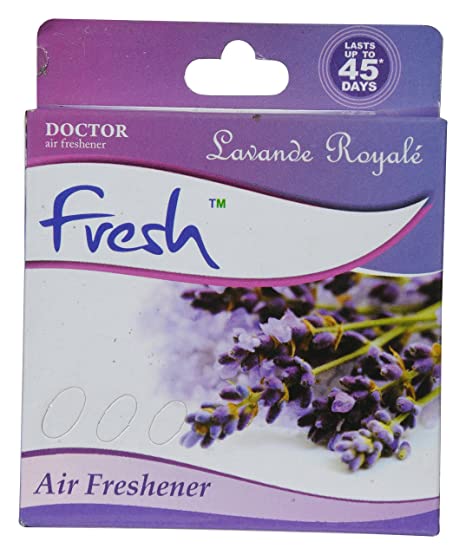 LASTS
UP TO
45*
DAYS
DOCTOR
air freshener
Lavande Royalé
Fresh ™
Air Freshener